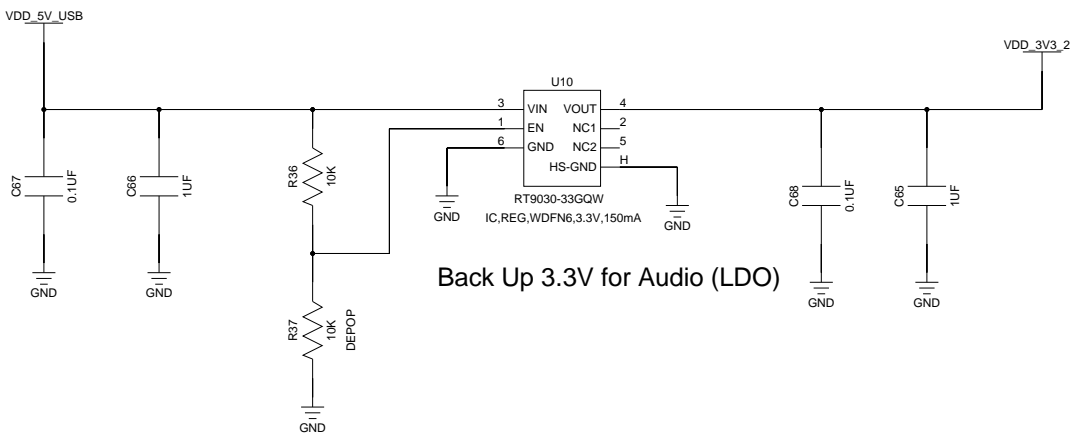 VDD_5V_USB
VDD_3V3_2
U10
3 VIN VOUT 4
1 EN NC1 2
6 GND NC2 5
HS-GND H
RT9030-33GQW
IC,REG,WDFN6,3.3V,150mA
C67
0.1UF
C66
1UF
R36
10K
GND
GND
C68
0.1UF
C65
1UF
Back Up 3.3V for Audio (LDO)
GND
GND
R37
10K
DEPOP
GND
GND
GND